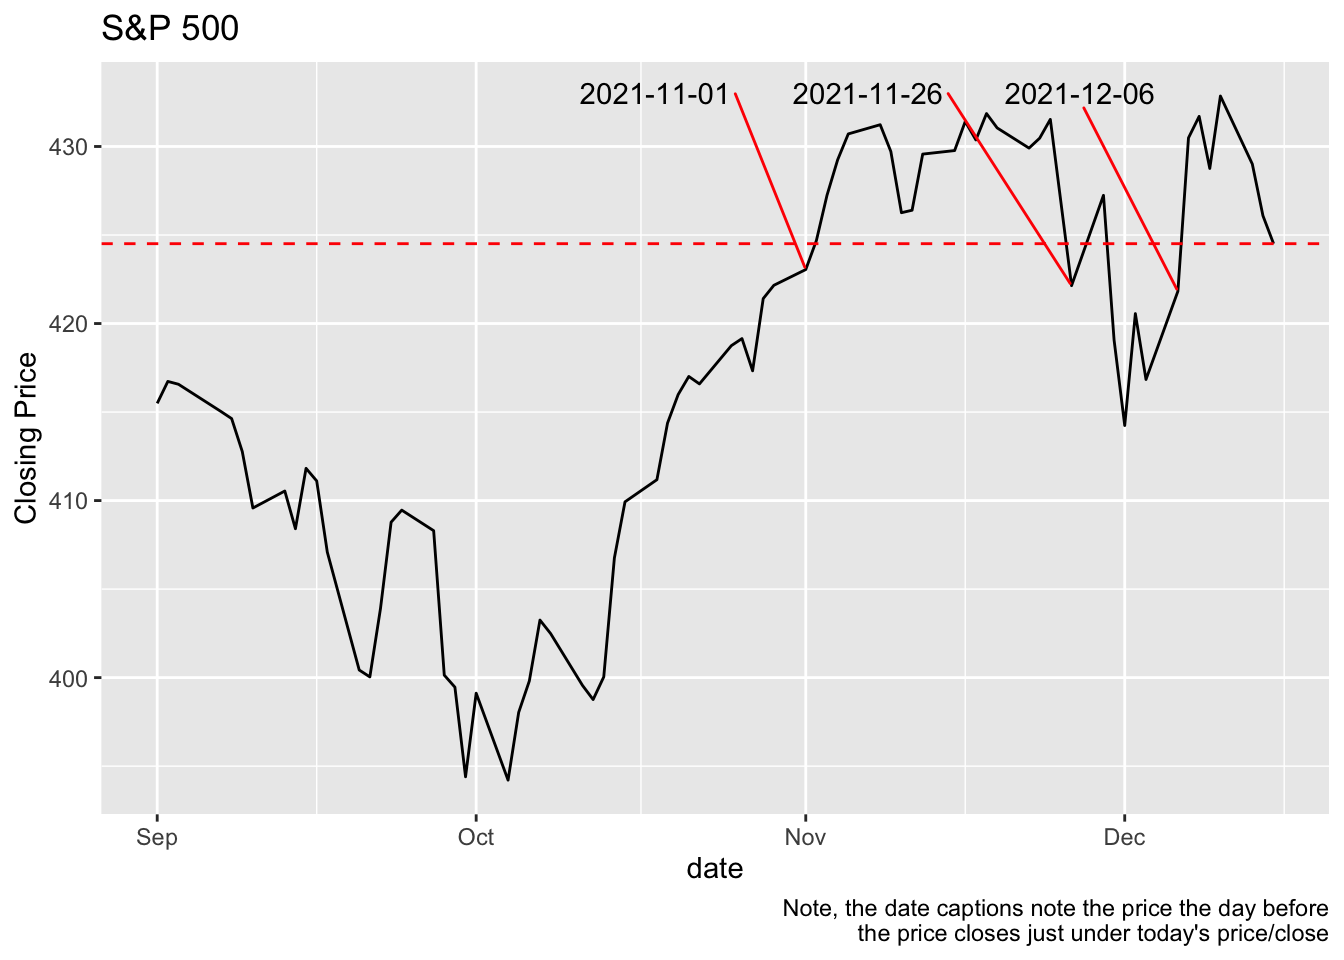 S&P 500
2021-11-01 2021-11-26 2021-12-06
430
420
410
400
Closing Price
Sep Oct Nov Dec
date
Note, the date captions note the price the day before
the price closes just under today's price/close